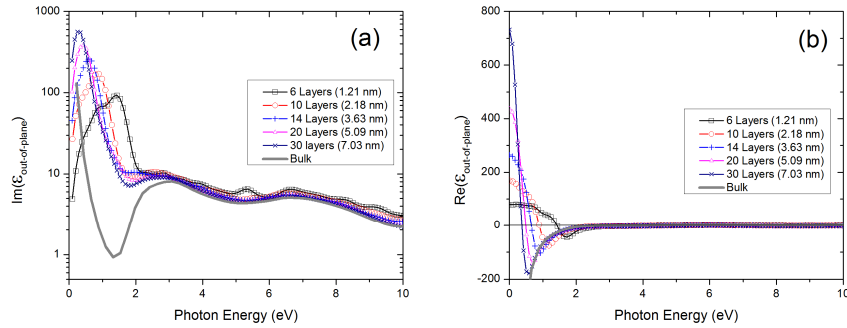 (a)
Im(ε out-of-plane)
1000
100
10
1
6 Layers (1.21 nm)
10 Layers (2.18 nm)
14 Layers (3.63 nm)
20 Layers (5.09 nm)
30 layers (7.03 nm)
Bulk
0 2 4 6 8 10
Photon Energy (eV)
(b)
Re(ε out-of-plane)
800
600
400
200
0
-200
6 Layers (1.21 nm)
10 Layers (2.18 nm)
14 Layers (3.63 nm)
20 Layers (5.09 nm)
30 Layers (7.03 nm)
Bulk
0 2 4 6 8 10
Photon Energy (eV)